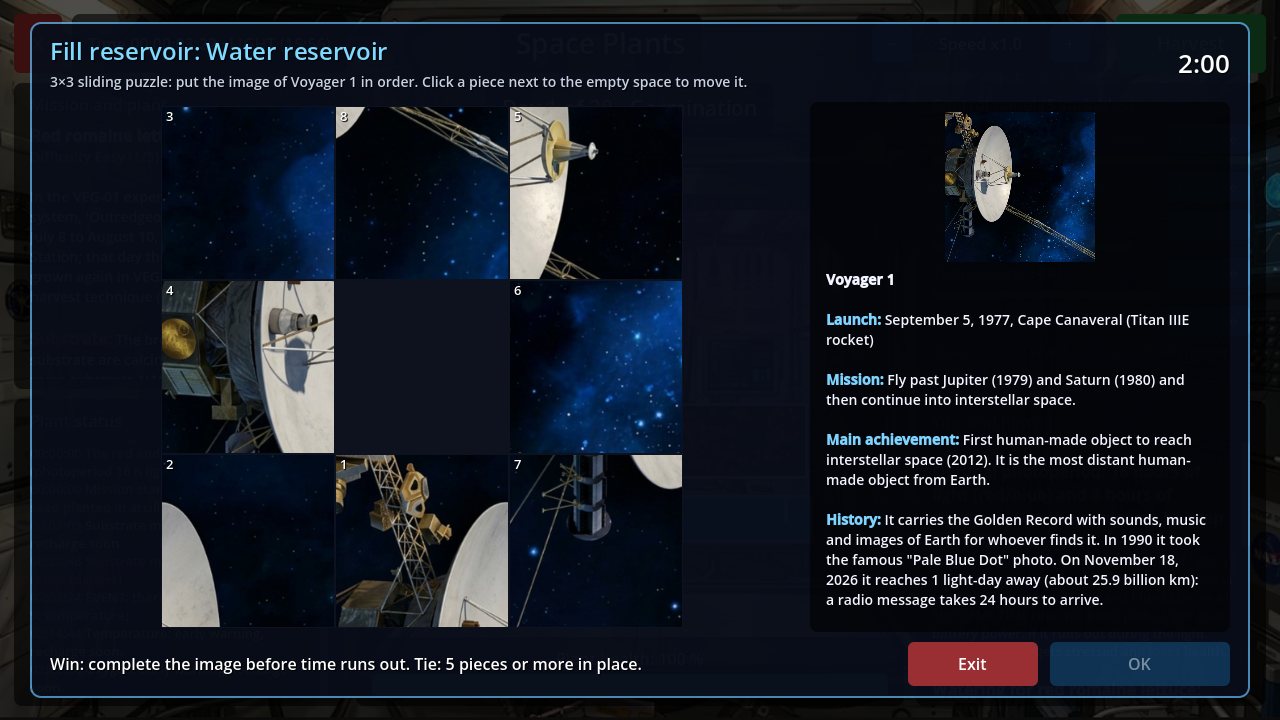 Space Plants
Speed x1.0
Harvest
Fill reservoir: Water reservoir
3×3 sliding puzzle: put the image of Voyager 1 in order. Click a piece next to the empty space to move it.
2:00
3
8
5
4
6
2
1
7
Voyager 1
Launch: September 5, 1977, Cape Canaveral (Titan IIIE
rocket)
Mission: Fly past Jupiter (1979) and Saturn (1980) and
then continue into interstellar space.
Main achievement: First human-made object to reach
interstellar space (2012). It is the most distant human-
made object from Earth.
History: It carries the Golden Record with sounds, music
and images of Earth for whoever finds it. In 1990 it took
the famous "Pale Blue Dot" photo. On November 18,
2026 it reaches 1 light-day away (about 25.9 billion km):
a radio message takes 24 hours to arrive.
Win: complete the image before time runs out. Tie: 5 pieces or more in place.
Exit
OK